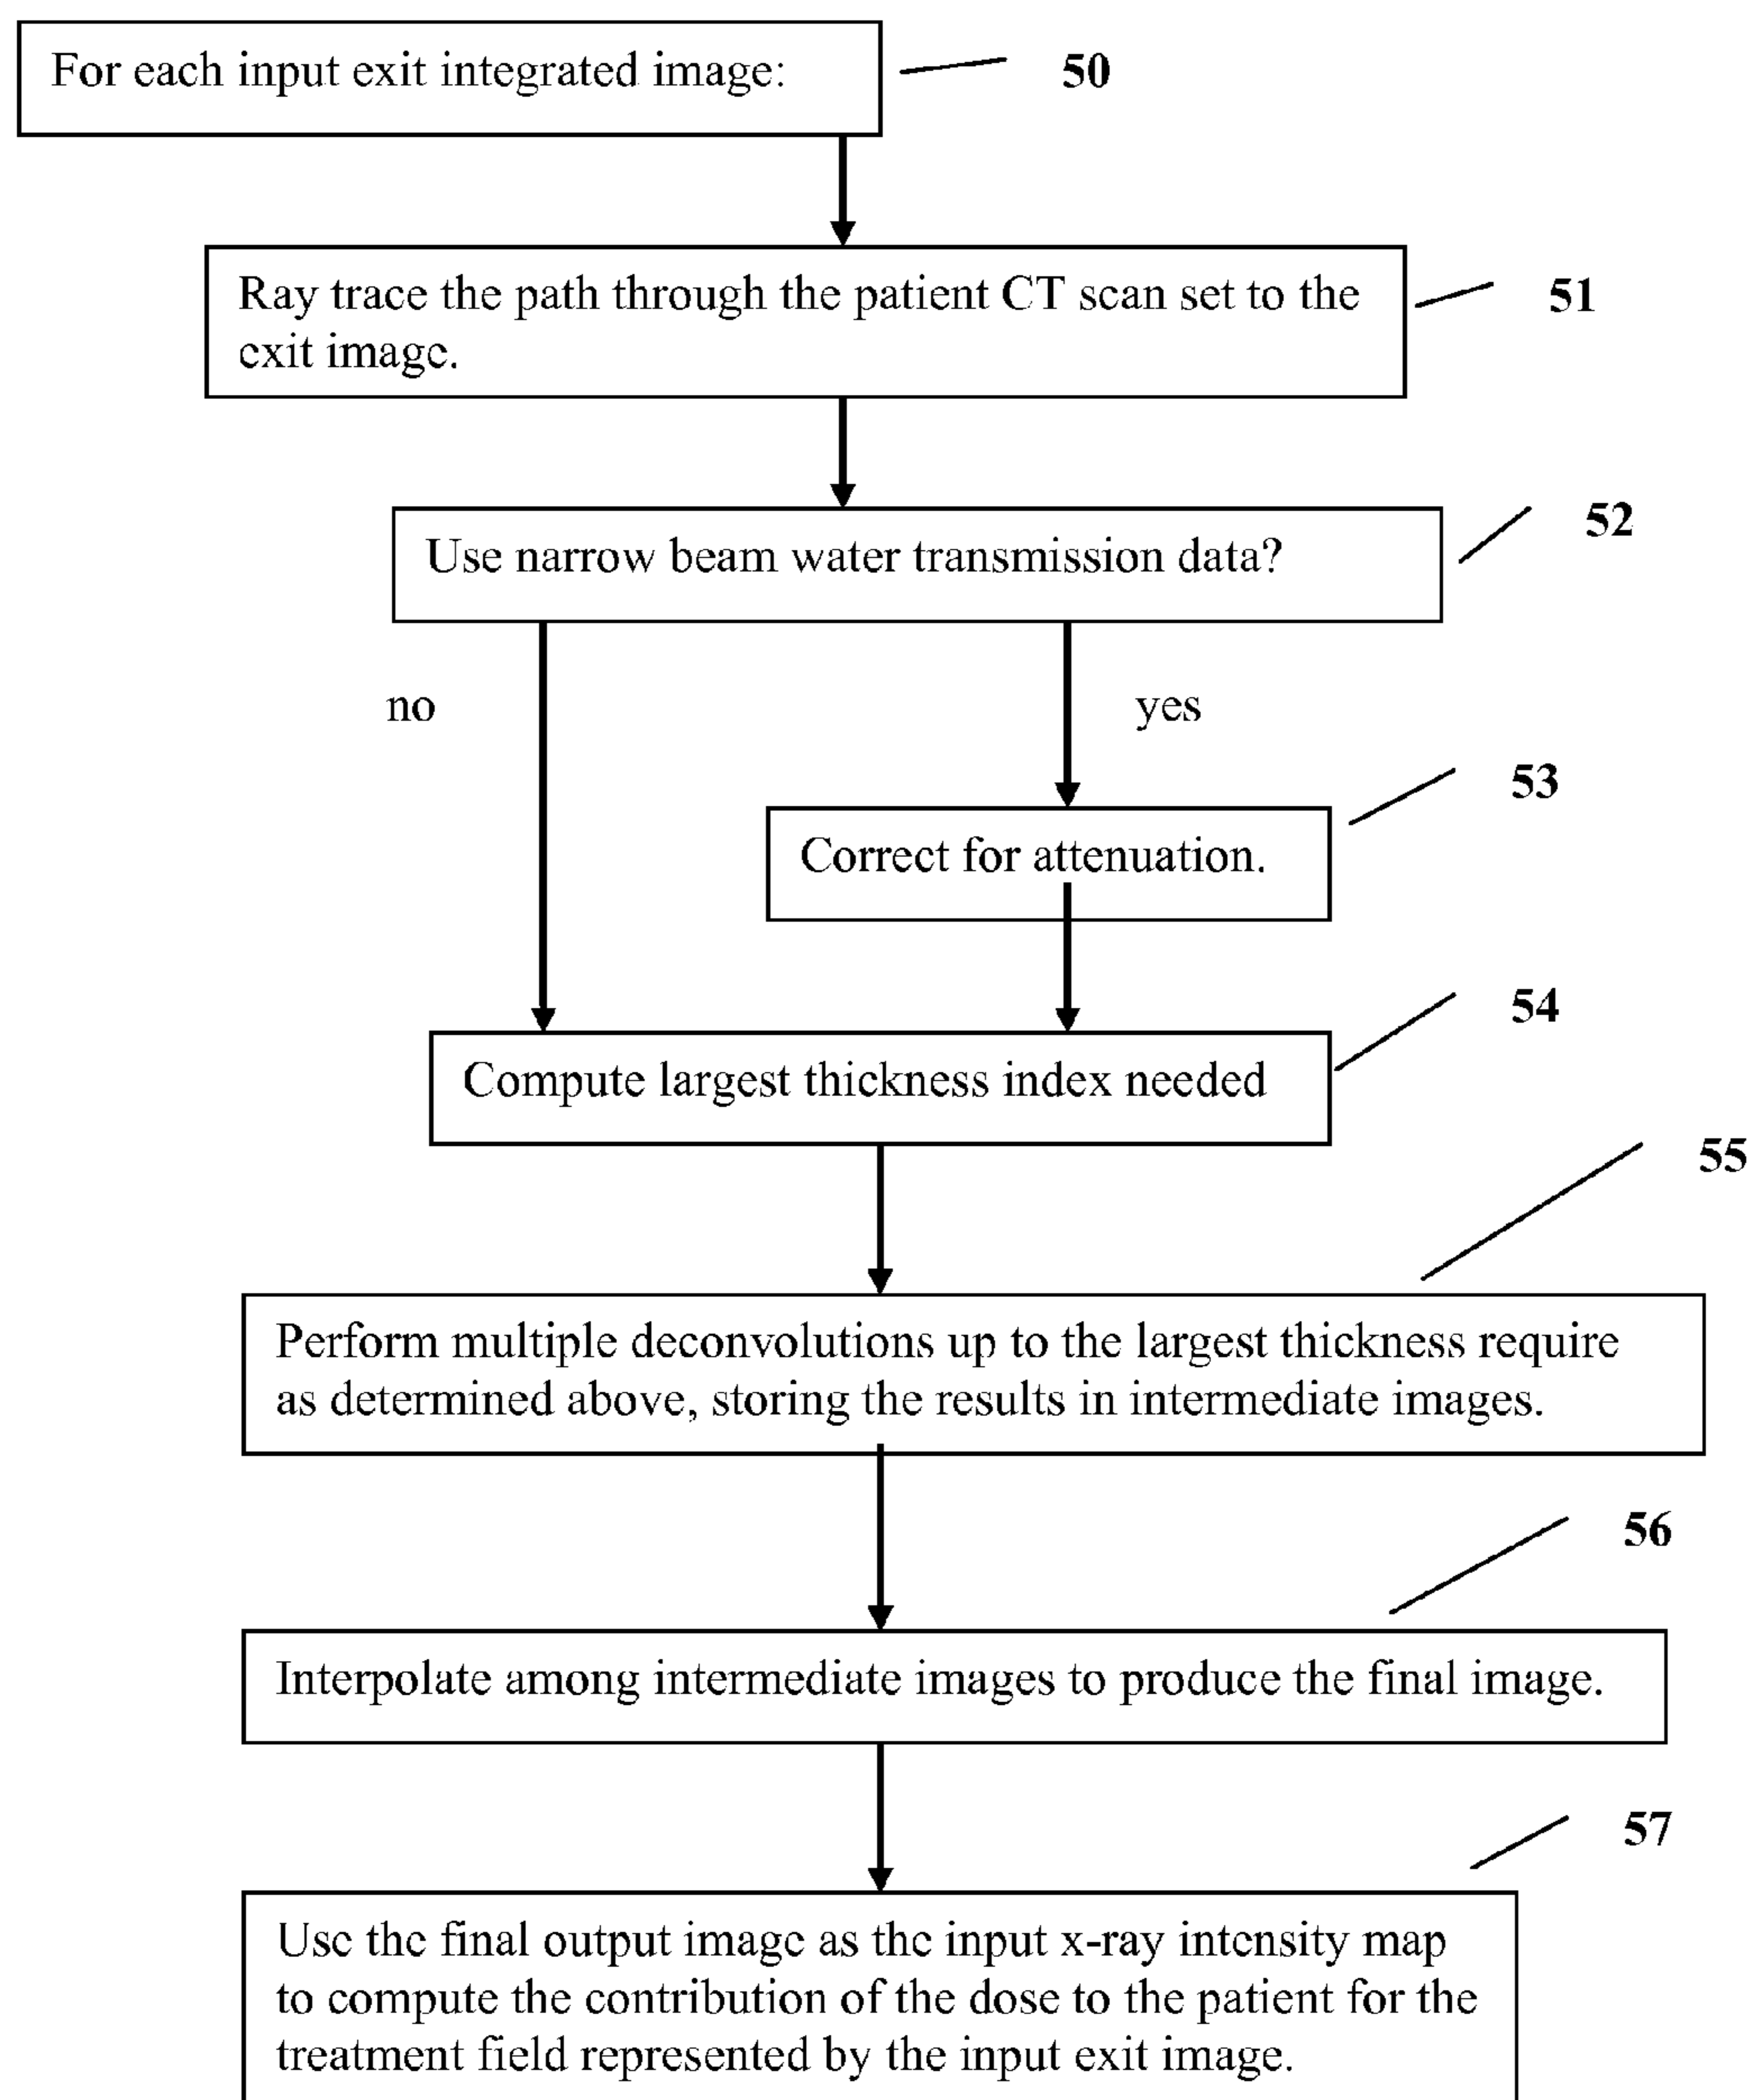 For each input exit integrated image:
50
Ray trace the path through the patient CT scan set to the
exit image.
51
Use narrow beam water transmission data?
52
no
yes
53
Correct for attenuation.
54
Compute largest thickness index needed
55
Perform multiple deconvolutions up to the largest thickness require
as determined above, storing the results in intermediate images.
56
Interpolate among intermediate images to produce the final image.
57
Use the final output image as the input x-ray intensity map
to compute the contribution of the dose to the patient for the
treatment field represented by the input exit image.